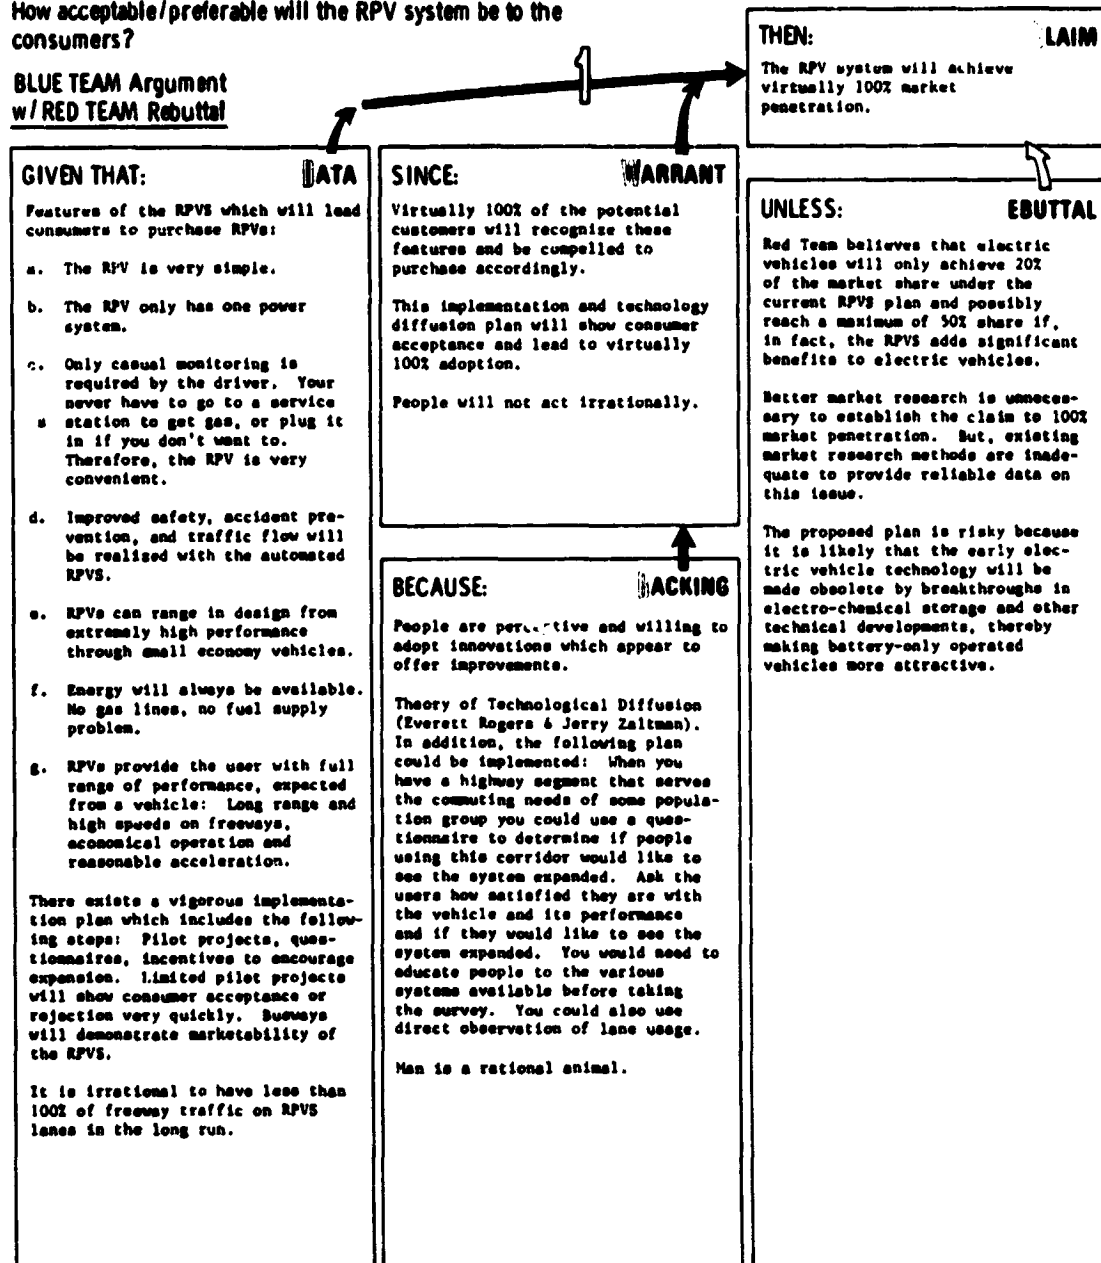 How acceptable/preferable will the RPV system be to the
consumers?
BLUE TEAM Argument
w/ RED TEAM Rebuttal
1
THEN: CLAIM
The RPV system will achieve
virtually 100% market
penetration.
GIVEN THAT: DATA
Features of the RPVS which will lead
consumers to purchase RPVs:
a. The RPV is very simple.
b. The RPV only has one power
system.
c. Only casual monitoring is
required by the driver. Your
never have to go to a service
station to get gas, or plug it
in if you don't want to.
Therefore, the RPV is very
convenient.
d. Improved safety, accident pre-
vention, and traffic flow will
be realized with the automated
RPVS.
e. RPVs can range in design from
extremely high performance
through small economy vehicles.
f. Energy will always be available.
No gas lines, no fuel supply
problem.
g. RPVs provide the user with full
range of performance, expected
from a vehicle: Long range and
high speeds on freeways,
economical operation and
reasonable acceleration.
There exists a vigorous implementa-
tion plan which includes the follow-
ing steps: Pilot projects, ques-
tionnaires, incentives to encourage
expansion. Limited pilot projects
will show consumer acceptance or
rejection very quickly. Busways
will demonstrate marketability of
the RPVS.
It is irrational to have less than
100% of freeway traffic on RPVS
lanes in the long run.
SINCE: WARRANT
Virtually 100% of the potential
customers will recognize these
features and be compelled to
purchase accordingly.
This implementation and technology
diffusion plan will show consumer
acceptance and lead to virtually
100% adoption.
People will not act irrationally.
BECAUSE: BACKING
People are perceptive and willing to
adopt innovations which appear to
offer improvements.
Theory of Technological Diffusion
(Everett Rogers & Jerry Zaltman).
In addition, the following plan
could be implemented: When you
have a highway segment that serves
the commuting needs of some popula-
tion group you could use a ques-
tionnaire to determine if people
using this corridor would like to
see the system expanded. Ask the
users how satisfied they are with
the vehicle and its performance
and if they would like to see the
system expanded. You would need to
educate people to the various
systems available before taking
the survey. You could also use
direct observation of lane usage.
Man is a rational animal.
UNLESS: EBUTTAL
Red Team believes that electric
vehicles will only achieve 20%
of the market share under the
current RPVS plan and possibly
reach a maximum of 50% share if,
in fact, the RPVS adds significant
benefits to electric vehicles.
Better market research is unneces-
sary to establish the claim to 100%
market penetration. But, existing
market research methods are inade-
quate to provide reliable data on
this issue.
The proposed plan is risky because
it is likely that the early elec-
tric vehicle technology will be
made obsolete by breakthroughs in
electro-chemical storage and other
technical developments, thereby
making battery-only operated
vehicles more attractive.